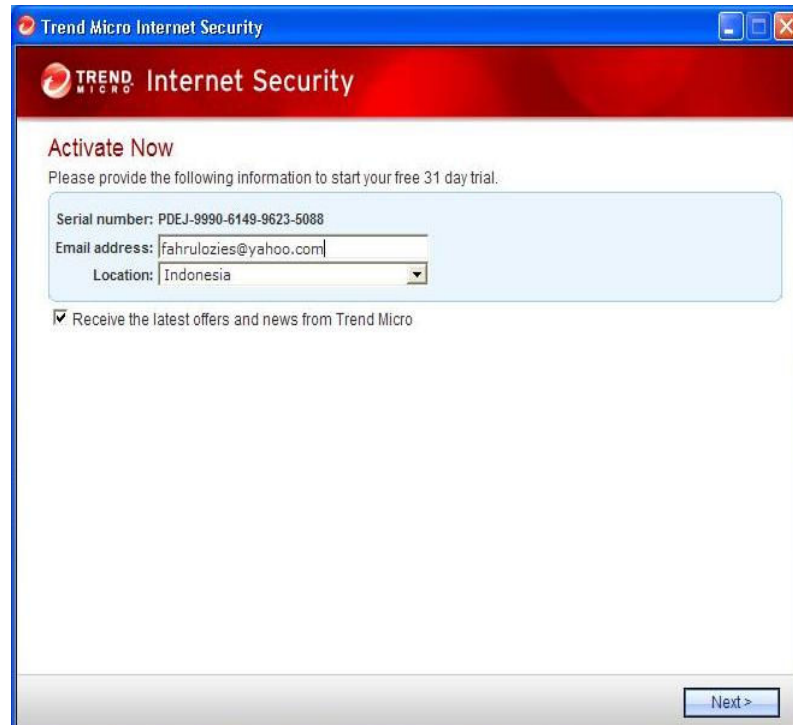 Trend Micro Internet Security
TREND MICRO Internet Security
Activate Now
Please provide the following information to start your free 31 day trial.
Serial number: PDEJ-9990-6149-9623-5088
Email address: fahrulozies@yahoo.com
Location: Indonesia
Receive the latest offers and news from Trend Micro
Next >